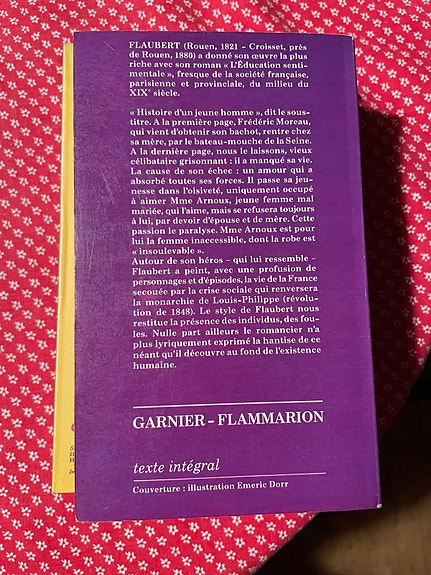 FLAUBERT (Rouen, 1821 - Croisset, près
de Rouen, 1880) a donné son œuvre la plus
riche avec son roman « L'Éducation senti-
mentale », fresque de la société française,
parisienne et provinciale, du milieu du
XIXe siècle.
« Histoire d'un jeune homme », dit le sous-
titre. A la première page, Frédéric Moreau,
qui vient d'obtenir son bachot, rentre chez
sa mère, par le bateau-mouche de la Seine.
A la dernière page, nous le laissons, vieux
célibataire grisonnant : il a manqué sa vie.
La cause de son échec : un amour qui a
absorbé toutes ses forces. Il passe sa jeu-
nesse dans l'oisiveté, uniquement occupé
à aimer Mme Arnoux, jeune femme mal
mariée, qui l'aime, mais se refusera toujours
à lui, par devoir d'épouse et de mère. Cette
passion le paralyse. Mme Arnoux est pour
lui la femme inaccessible, dont la robe est
« insoulevable ».
Autour de son héros – qui lui ressemble –
Flaubert a peint, avec une profusion de
personnages et d'épisodes, la vie de la France
secouée par la crise sociale qui renversera
la monarchie de Louis-Philippe (révolu-
tion de 1848). Le style de Flaubert nous
restitue la présence des individus, des fou-
les. Nulle part ailleurs le romancier n'a
plus lyriquement exprimé la hantise de ce
néant qu'il découvre au fond de l'existence
humaine.
GARNIER – FLAMMARION
texte intégral
Couverture : illustration Emeric Dorr